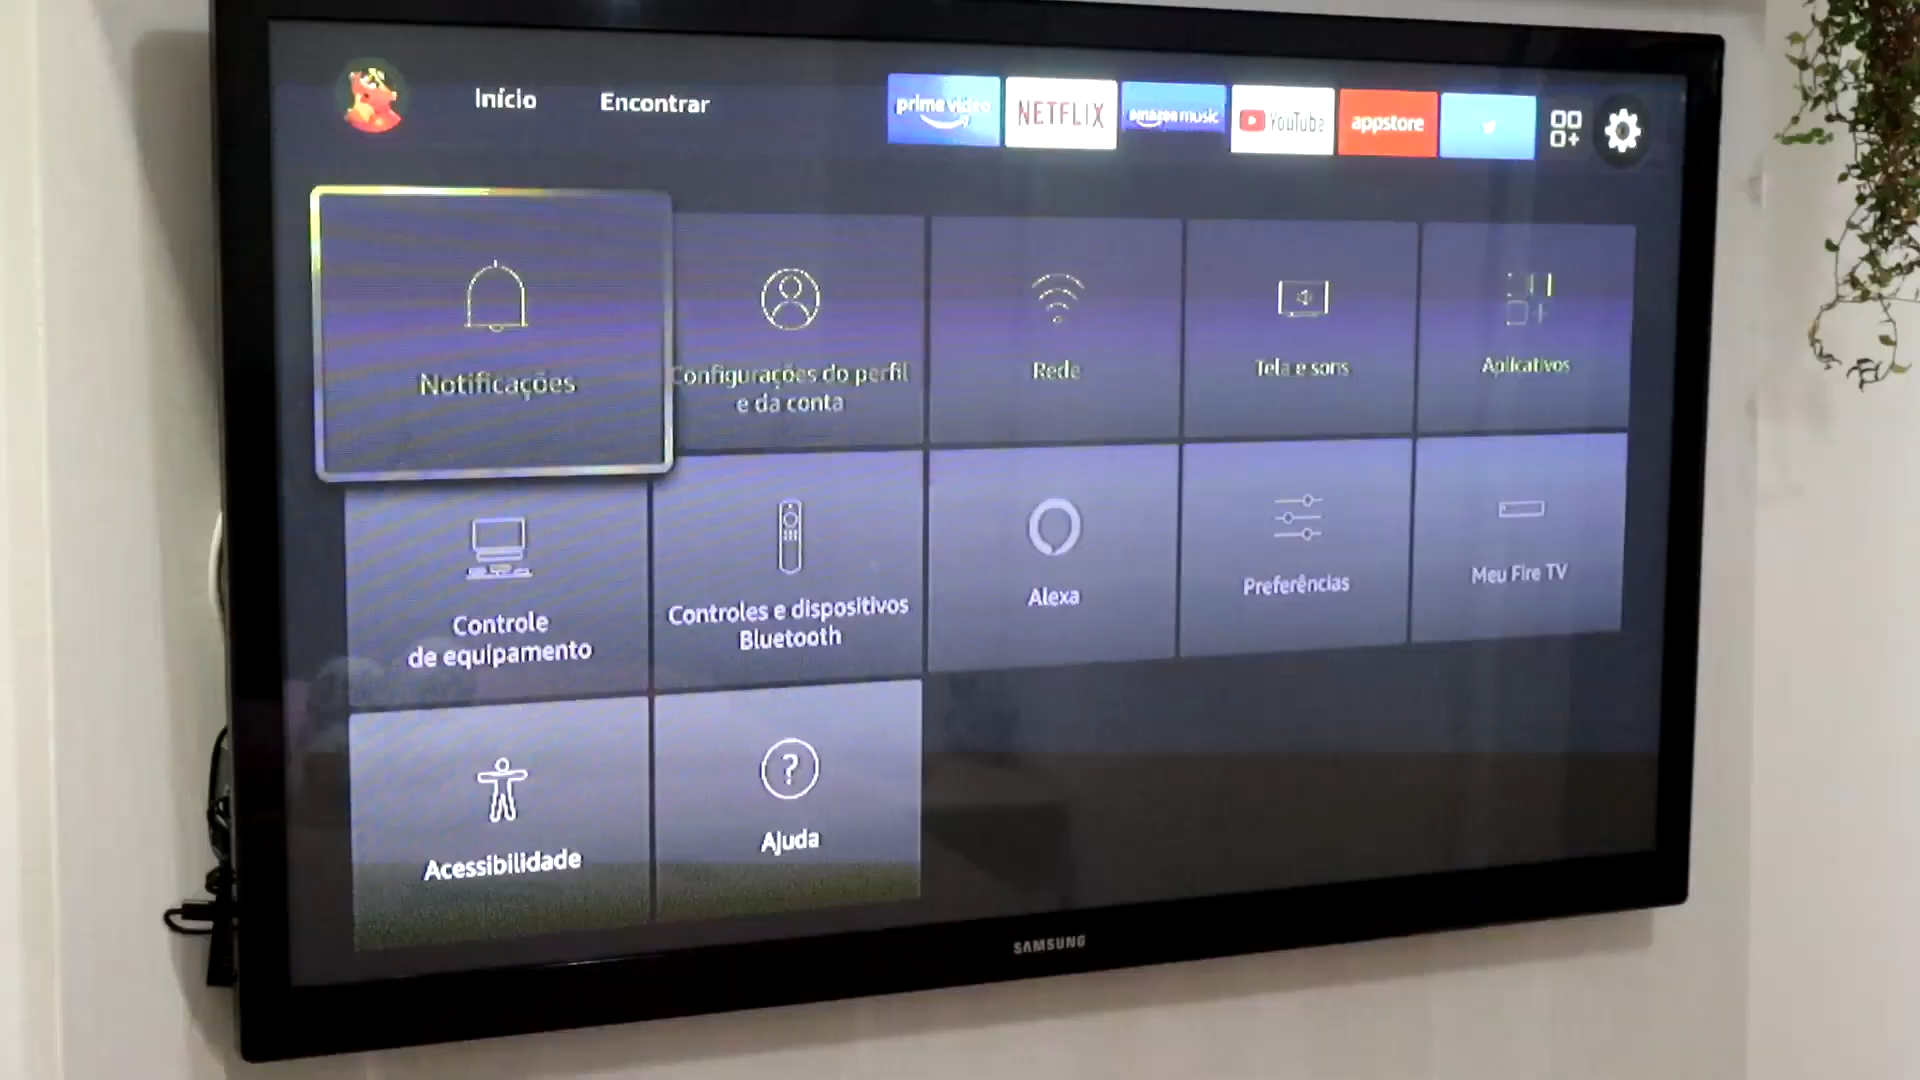 Início
Encontrar
prime video
NETFLIX
amazon music
YouTube
appstore
Notificações
Configurações do perfil
e da conta
Rede
Tela e sons
Aplicativos
Controle
de equipamento
Controles e dispositivos
Bluetooth
Alexa
Preferências
Meu Fire TV
Acessibilidade
?
Ajuda
SAMSUNG